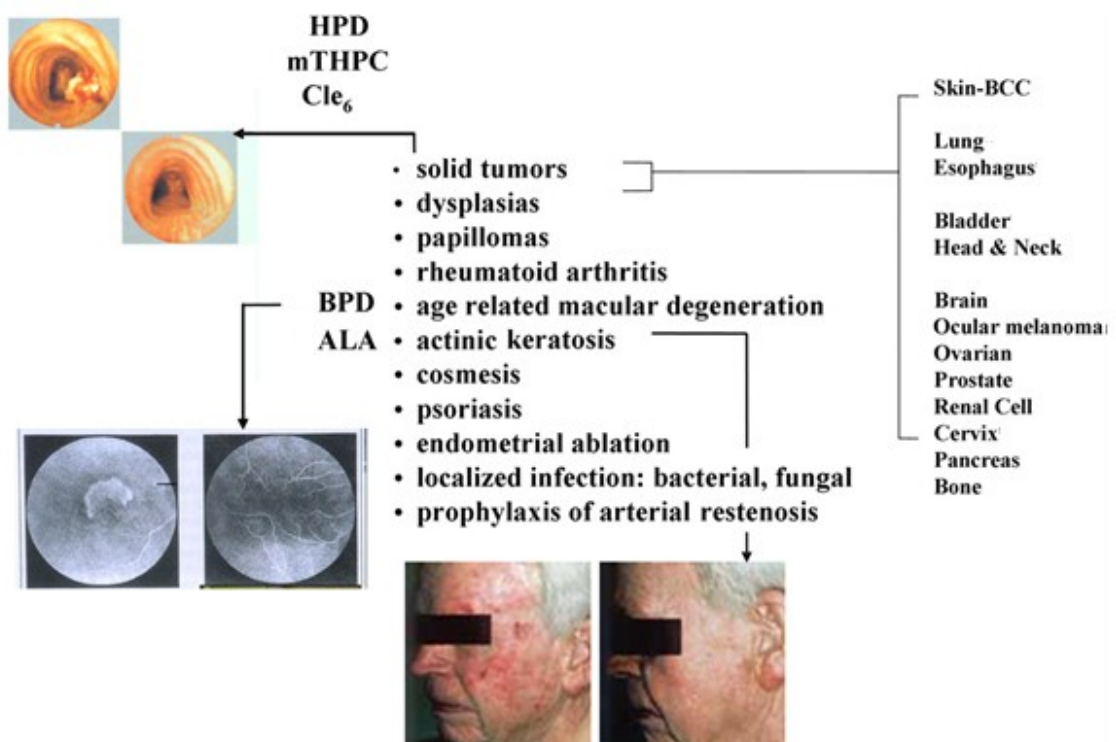 HPD
mTHPC
Cle₆
• solid tumors
• dysplasias
• papillomas
• rheumatoid arthritis
BPD • age related macular degeneration
ALA • actinic keratosis
• cosmesis
• psoriasis
• endometrial ablation
• localized infection: bacterial, fungal
• prophylaxis of arterial restenosis
Skin-BCC
Lung
Esophagus
Bladder
Head & Neck
Brain
Ocular melanoma
Ovarian
Prostate
Renal Cell
Cervix
Pancreas
Bone